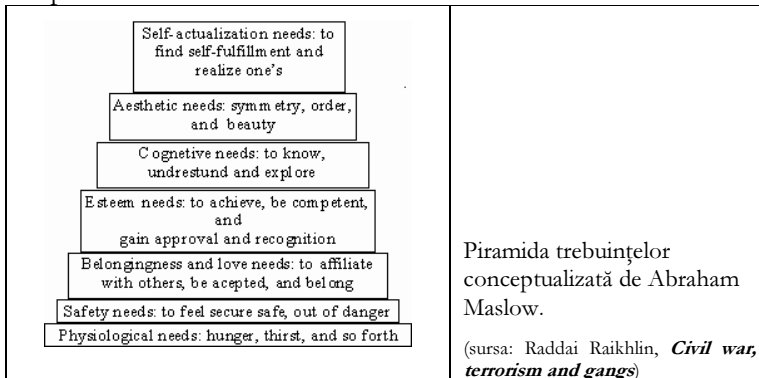 Self-actualization needs: to
find self-fulfillment and
realize one's
Aesthetic needs: symmetry, order,
and beauty
Cognetive needs: to know,
undrestund and explore
Esteem needs: to achieve, be competent,
and
gain approval and recognition
Belongingness and love needs: to affiliate
with others, be acepted, and belong
Safety needs: to feel secure safe, out of danger
Physiological needs: hunger, thirst, and so forth
Piramida trebuințelor
conceptualizată de Abraham
Maslow.
(sursa: Raddai Raikhlin, Civil war,
terrorism and gangs)